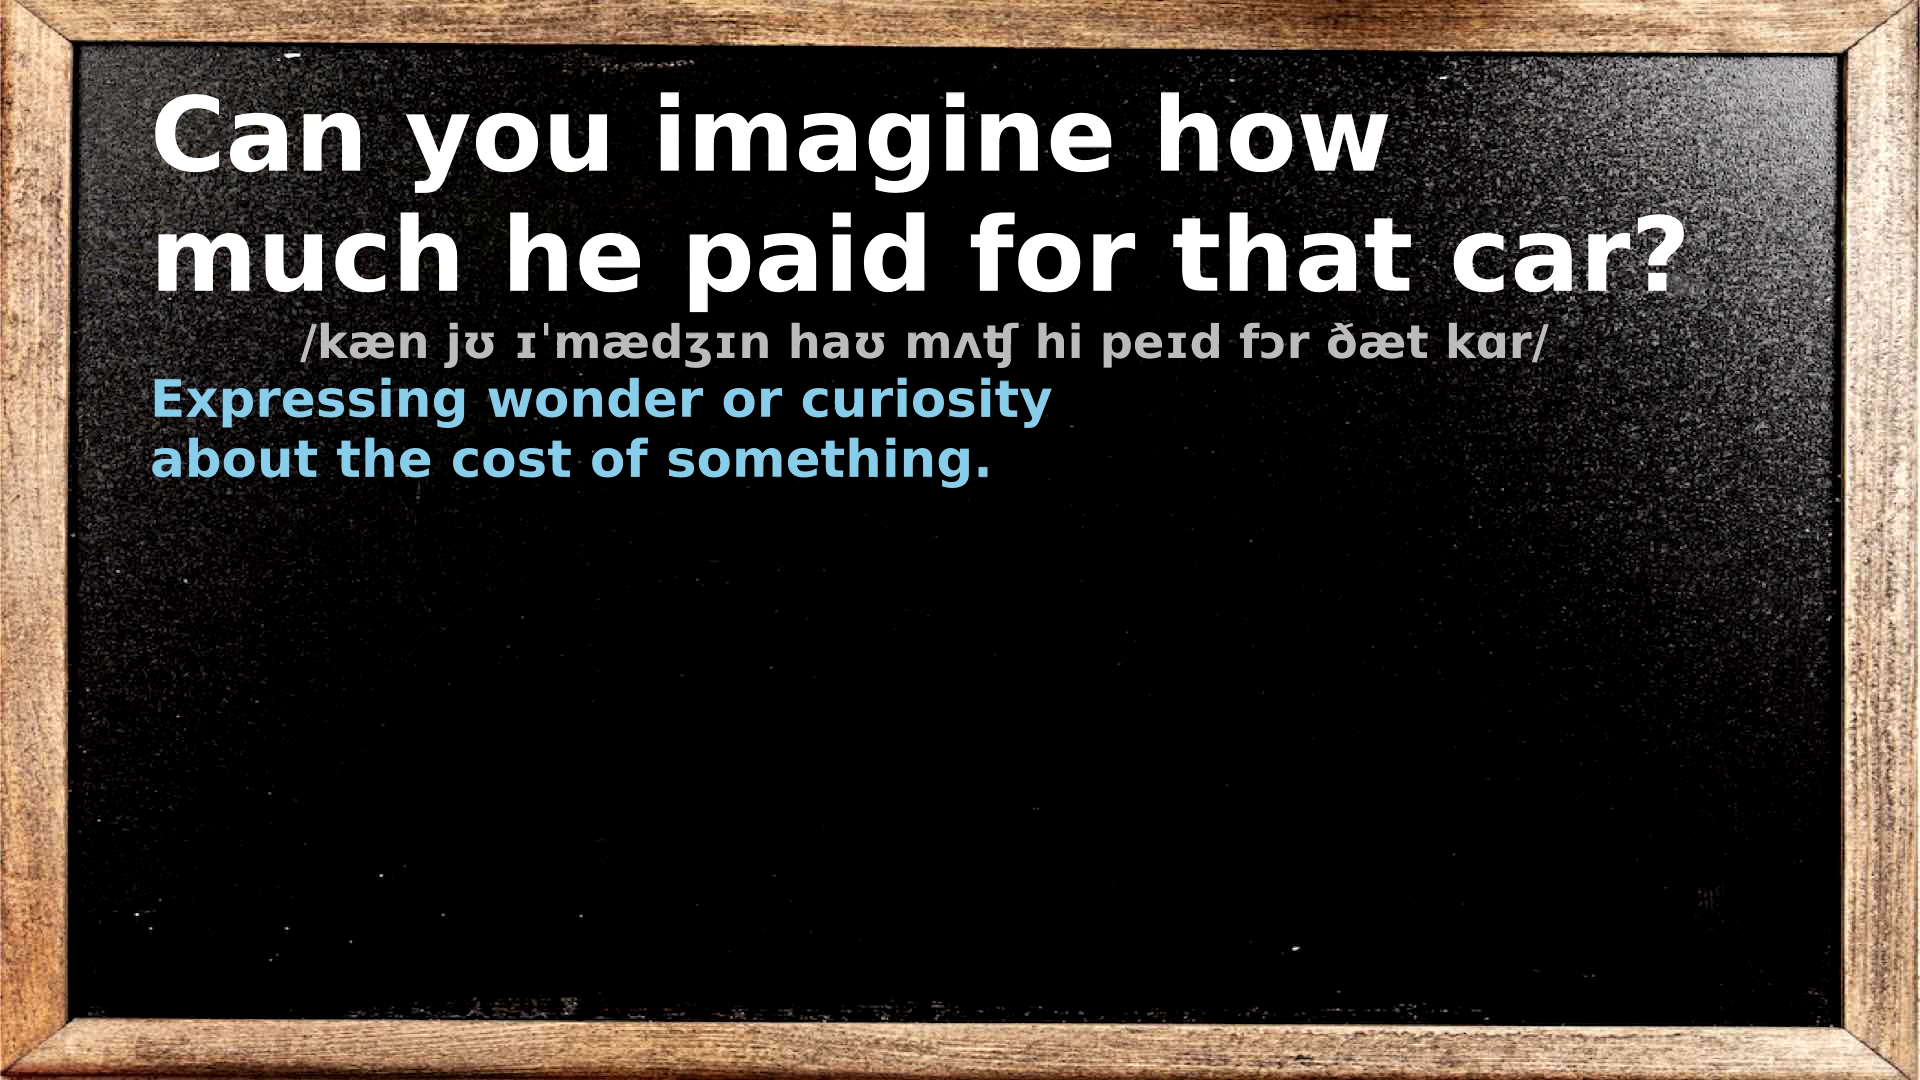 Can you imagine how
much he paid for that car?
/kæn jʊ ɪˈmædʒɪn haʊ mʌʧ hi peɪd fɔr ðæt kɑr/
Expressing wonder or curiosity
about the cost of something.